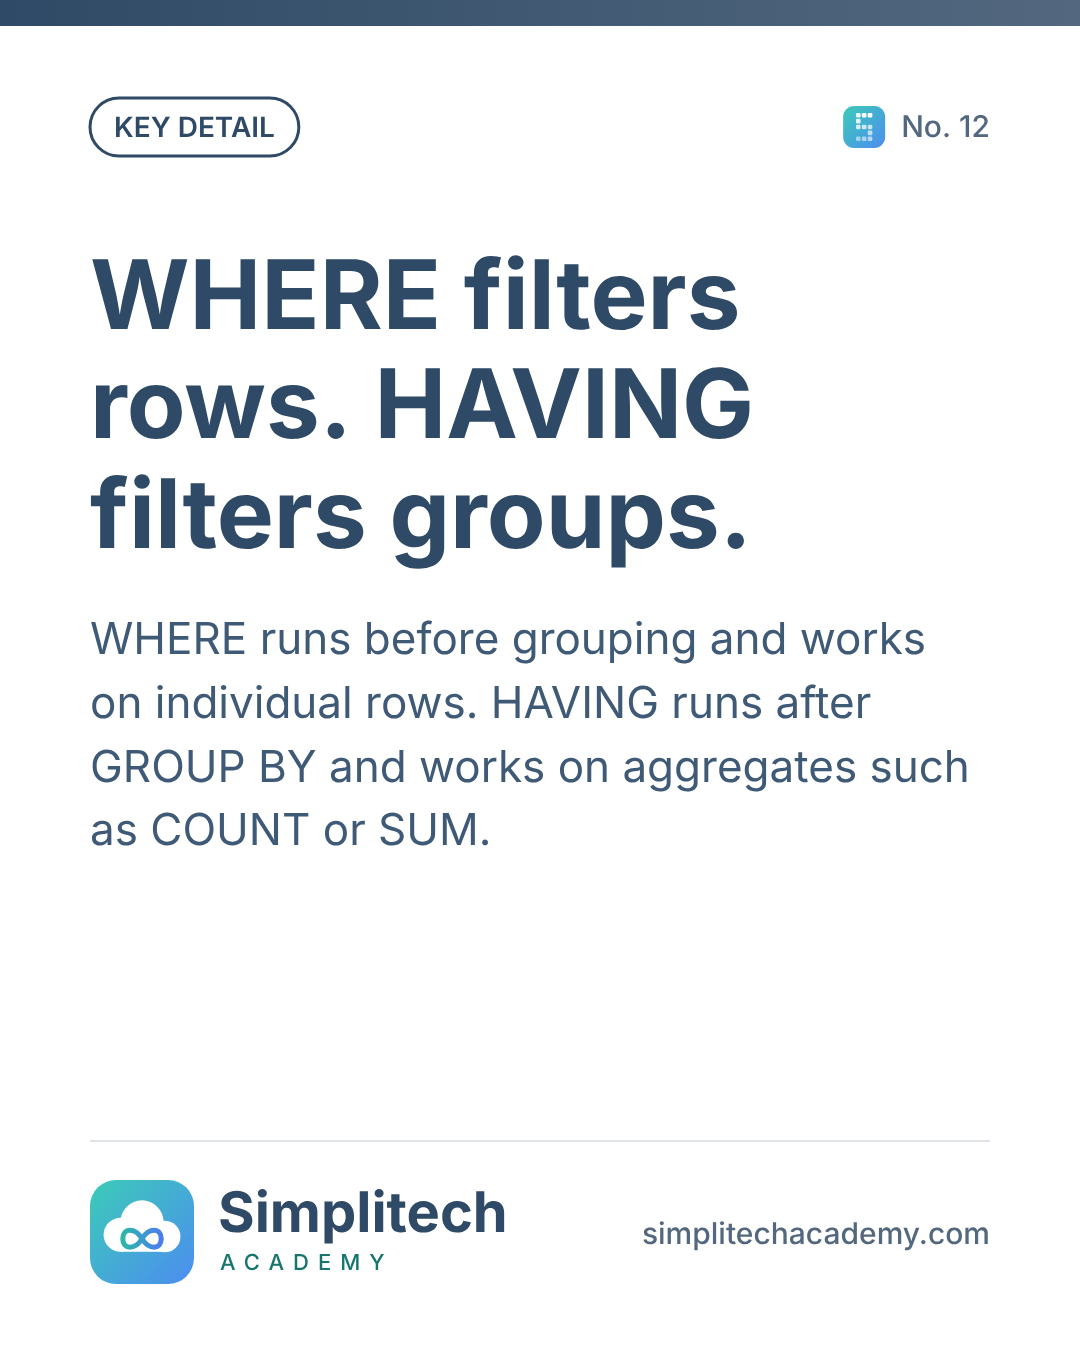 KEY DETAIL
No. 12
WHERE filters
rows. HAVING
filters groups.
WHERE runs before grouping and works
on individual rows. HAVING runs after
GROUP BY and works on aggregates such
as COUNT or SUM.
Simplitech
ACADEMY
simplitechacademy.com